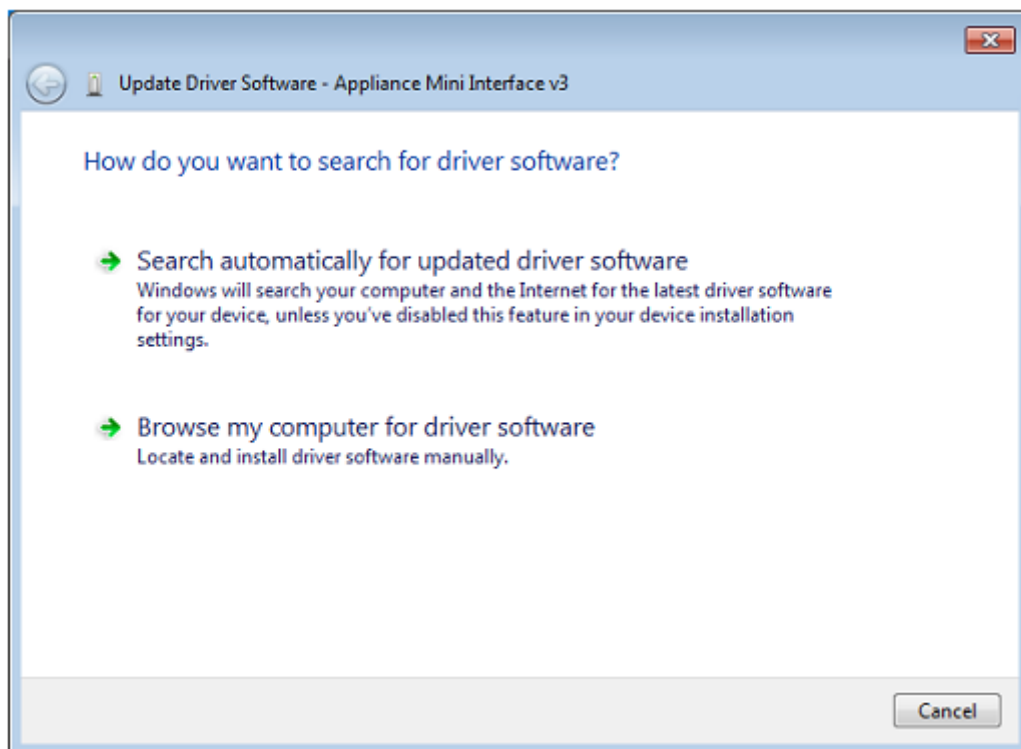 Update Driver Software - Appliance Mini Interface v3
How do you want to search for driver software?
Search automatically for updated driver software
Windows will search your computer and the Internet for the latest driver software
for your device, unless you've disabled this feature in your device installation
settings.
Browse my computer for driver software
Locate and install driver software manually.
Cancel